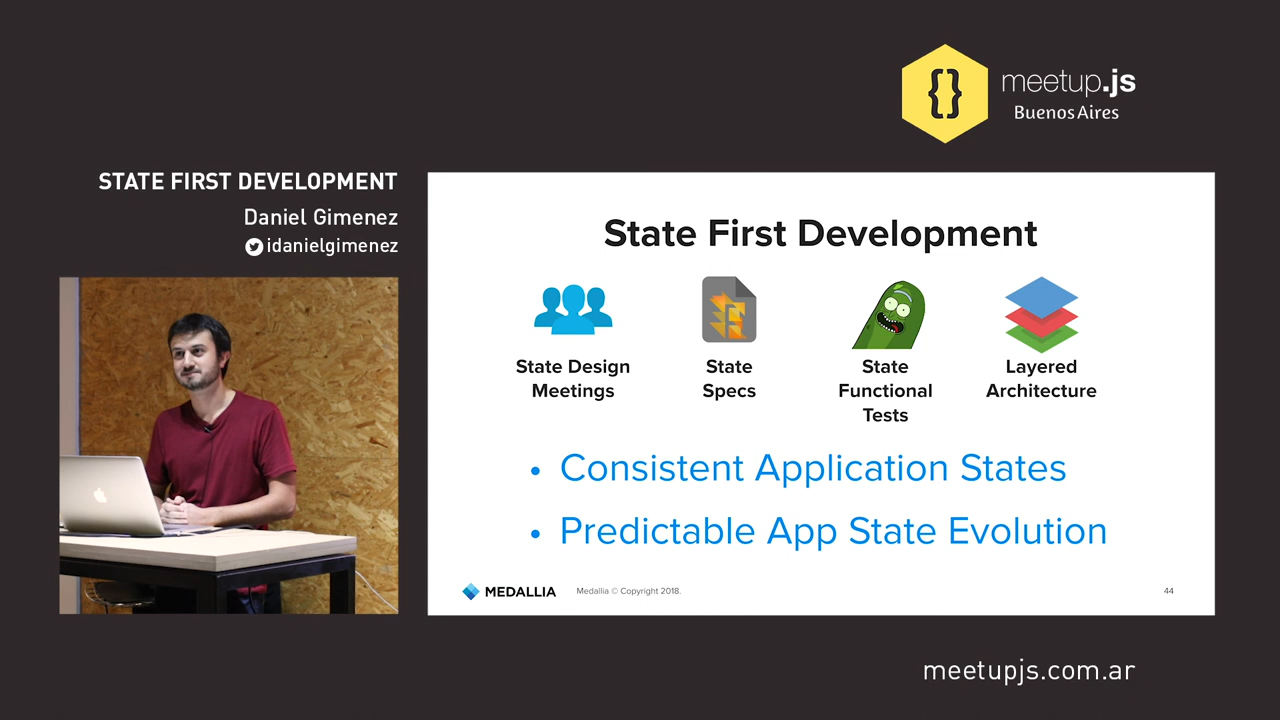 {}
meetup.js
Buenos Aires
STATE FIRST DEVELOPMENT
Daniel Gimenez
idanielgimenez
State First Development
State Design
Meetings
State
Specs
State
Functional
Tests
Layered
Architecture
• Consistent Application States
• Predictable App State Evolution
MEDALLIA
Medallia © Copyright 2018.
44
meetupjs.com.ar